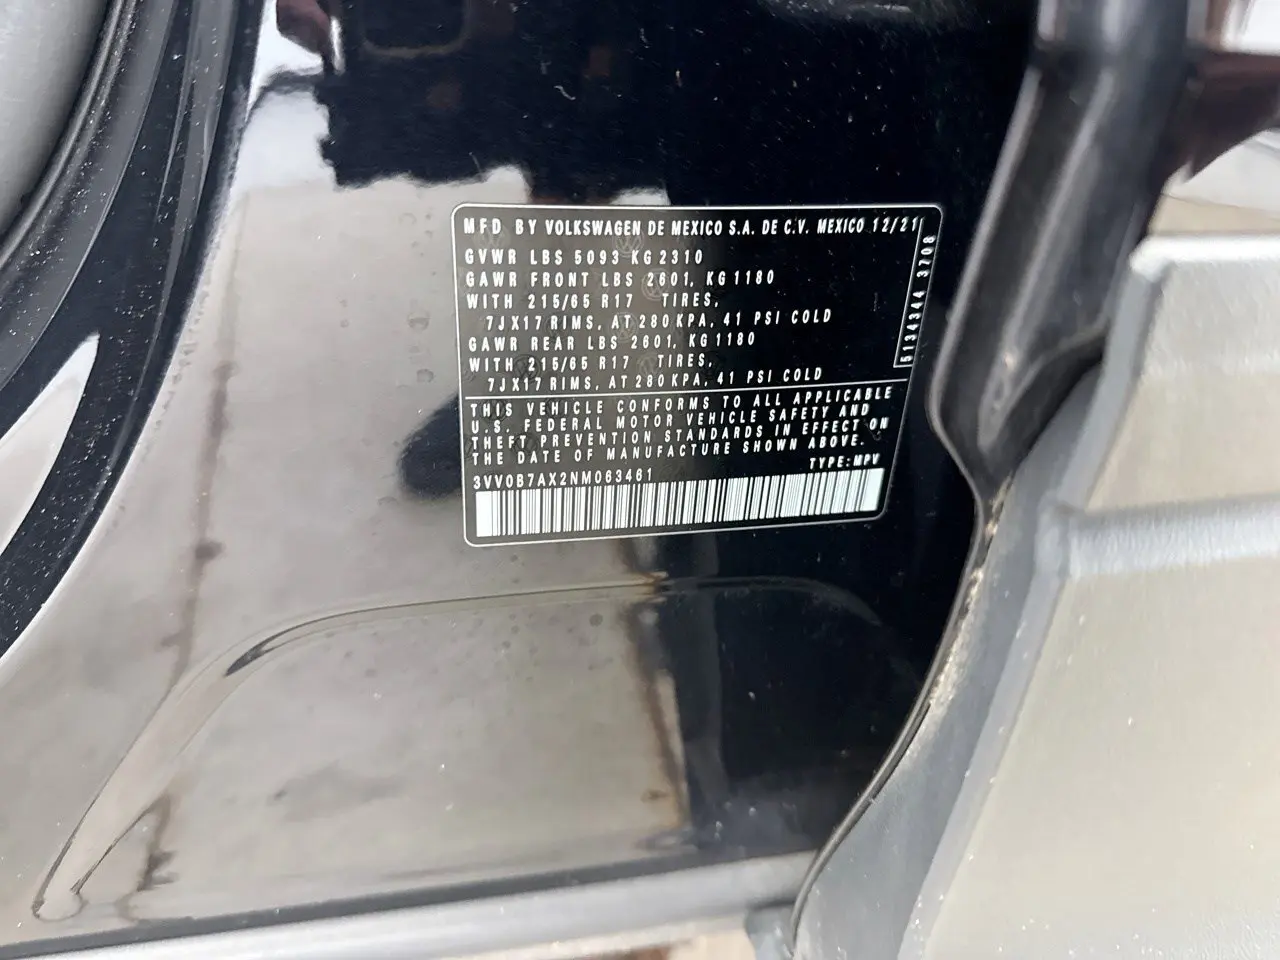 MFD BY VOLKSWAGEN DE MEXICO S.A. DE C.V. MEXICO 12/21
GVWR LBS 5093 KG 2310
GAWR FRONT LBS 2601, KG 1180
WITH 215/65 R17 TIRES,
7JX17 RIMS, AT 280 KPA, 41 PSI COLD
GAWR REAR LBS 2601, KG 1180
WITH 215/65 R17 TIRES,
7JX17 RIMS, AT 280 KPA, 41 PSI COLD
5134344 3708
THIS VEHICLE CONFORMS TO ALL APPLICABLE
U.S. FEDERAL MOTOR VEHICLE SAFETY AND
THEFT PREVENTION STANDARDS IN EFFECT ON
THE DATE OF MANUFACTURE SHOWN ABOVE.
TYPE: MPV
3VV0B7AX2NM063461